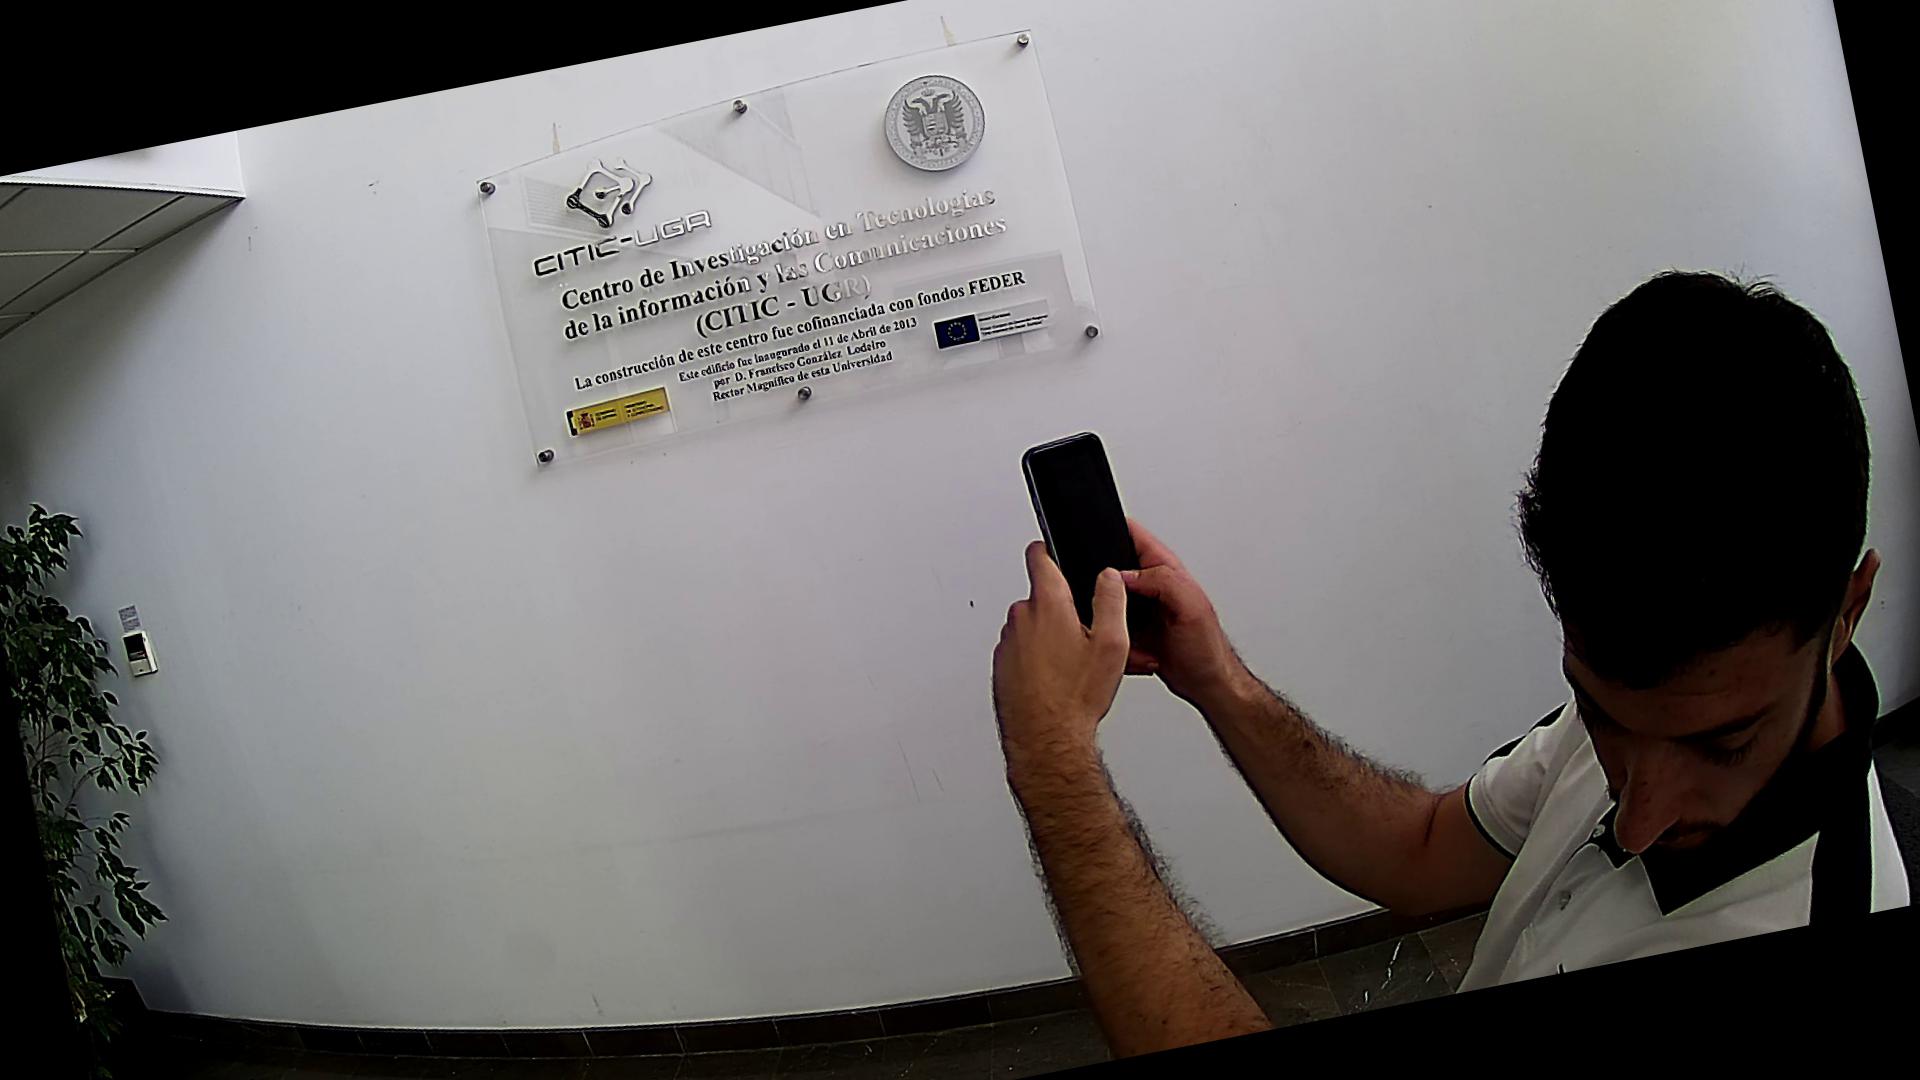 CITIC-UGR
Centro de Investigación en Tecnologías
de la información y las Comunicaciones
(CITIC - UGR)
La construcción de este centro fue cofinanciada con fondos FEDER
Este edificio fue inaugurado el 11 de Abril de 2013
por D. Francisco González Lodeiro
Rector Magnífico de esta Universidad